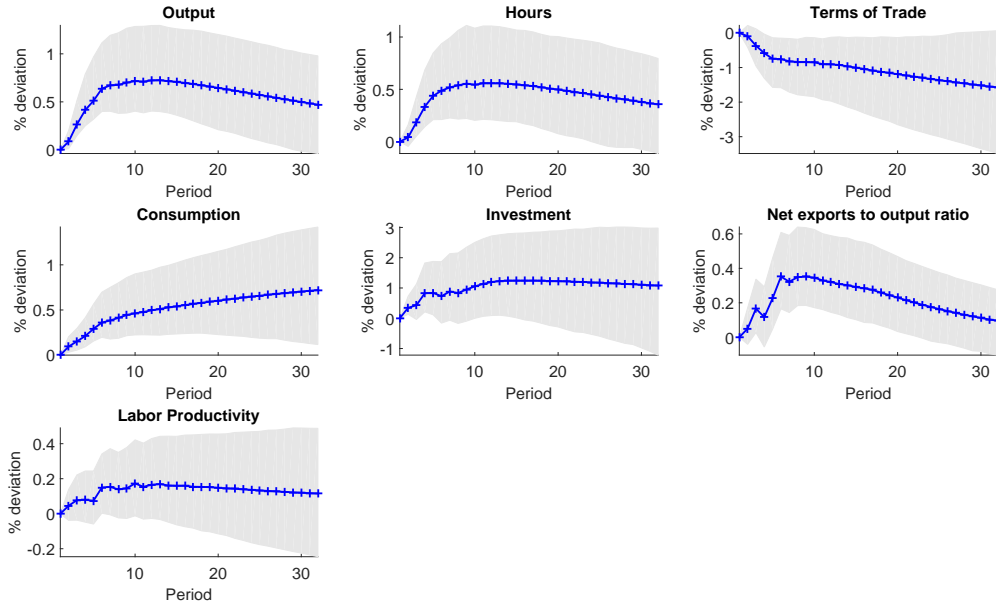 Output
% deviation
1
0.5
0
10
20
30
Period
Hours
% deviation
1
0.5
0
10
20
30
Period
Terms of Trade
% deviation
0
-1
-2
-3
10
20
30
Period
Consumption
% deviation
1
0.5
0
10
20
30
Period
Investment
% deviation
3
2
1
0
-1
10
20
30
Period
Net exports to output ratio
% deviation
0.6
0.4
0.2
0
10
20
30
Period
Labor Productivity
% deviation
0.4
0.2
0
-0.2
10
20
30
Period